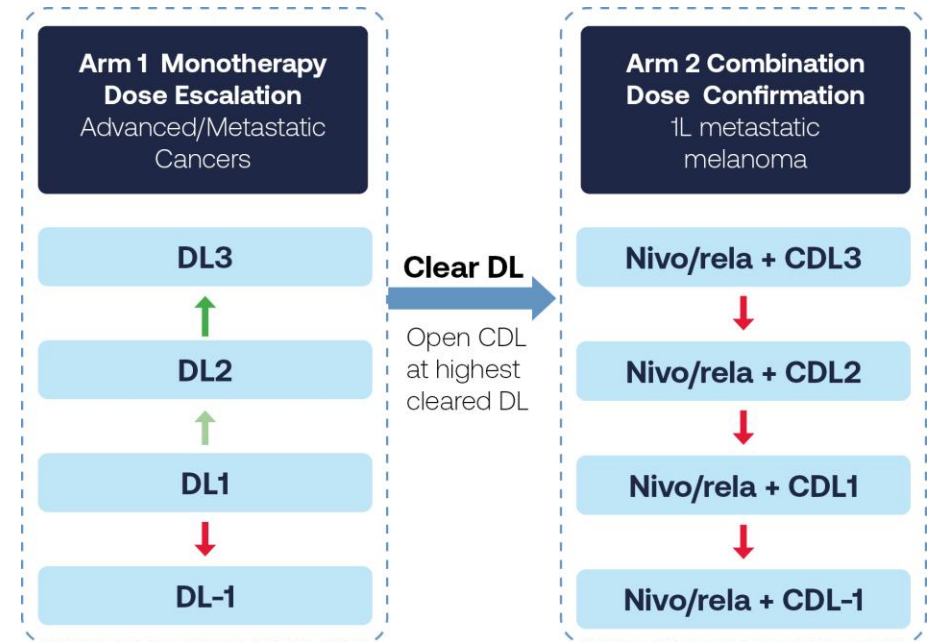 Arm 1 Monotherapy
Dose Escalation
Advanced/Metastatic
Cancers
DL3
DL2
DL1
DL-1
Clear DL
Open CDL
at highest
cleared DL
Arm 2 Combination
Dose Confirmation
1L metastatic
melanoma
Nivo/rela + CDL3
Nivo/rela + CDL2
Nivo/rela + CDL1
Nivo/rela + CDL-1